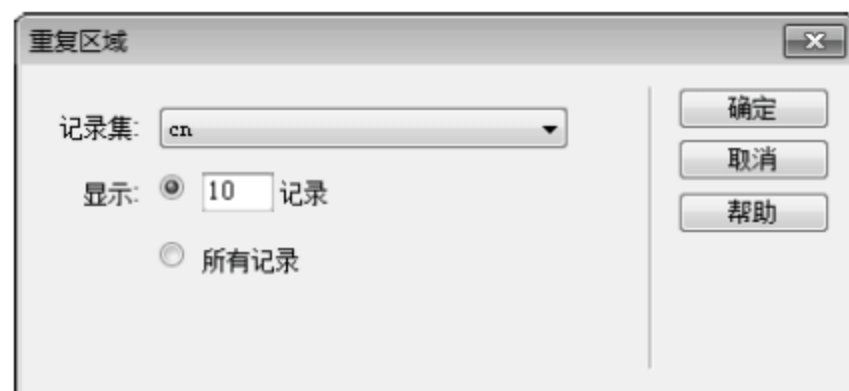 重复区域
记录集: cn
确定
取消
显示: 10 记录
帮助
所有记录